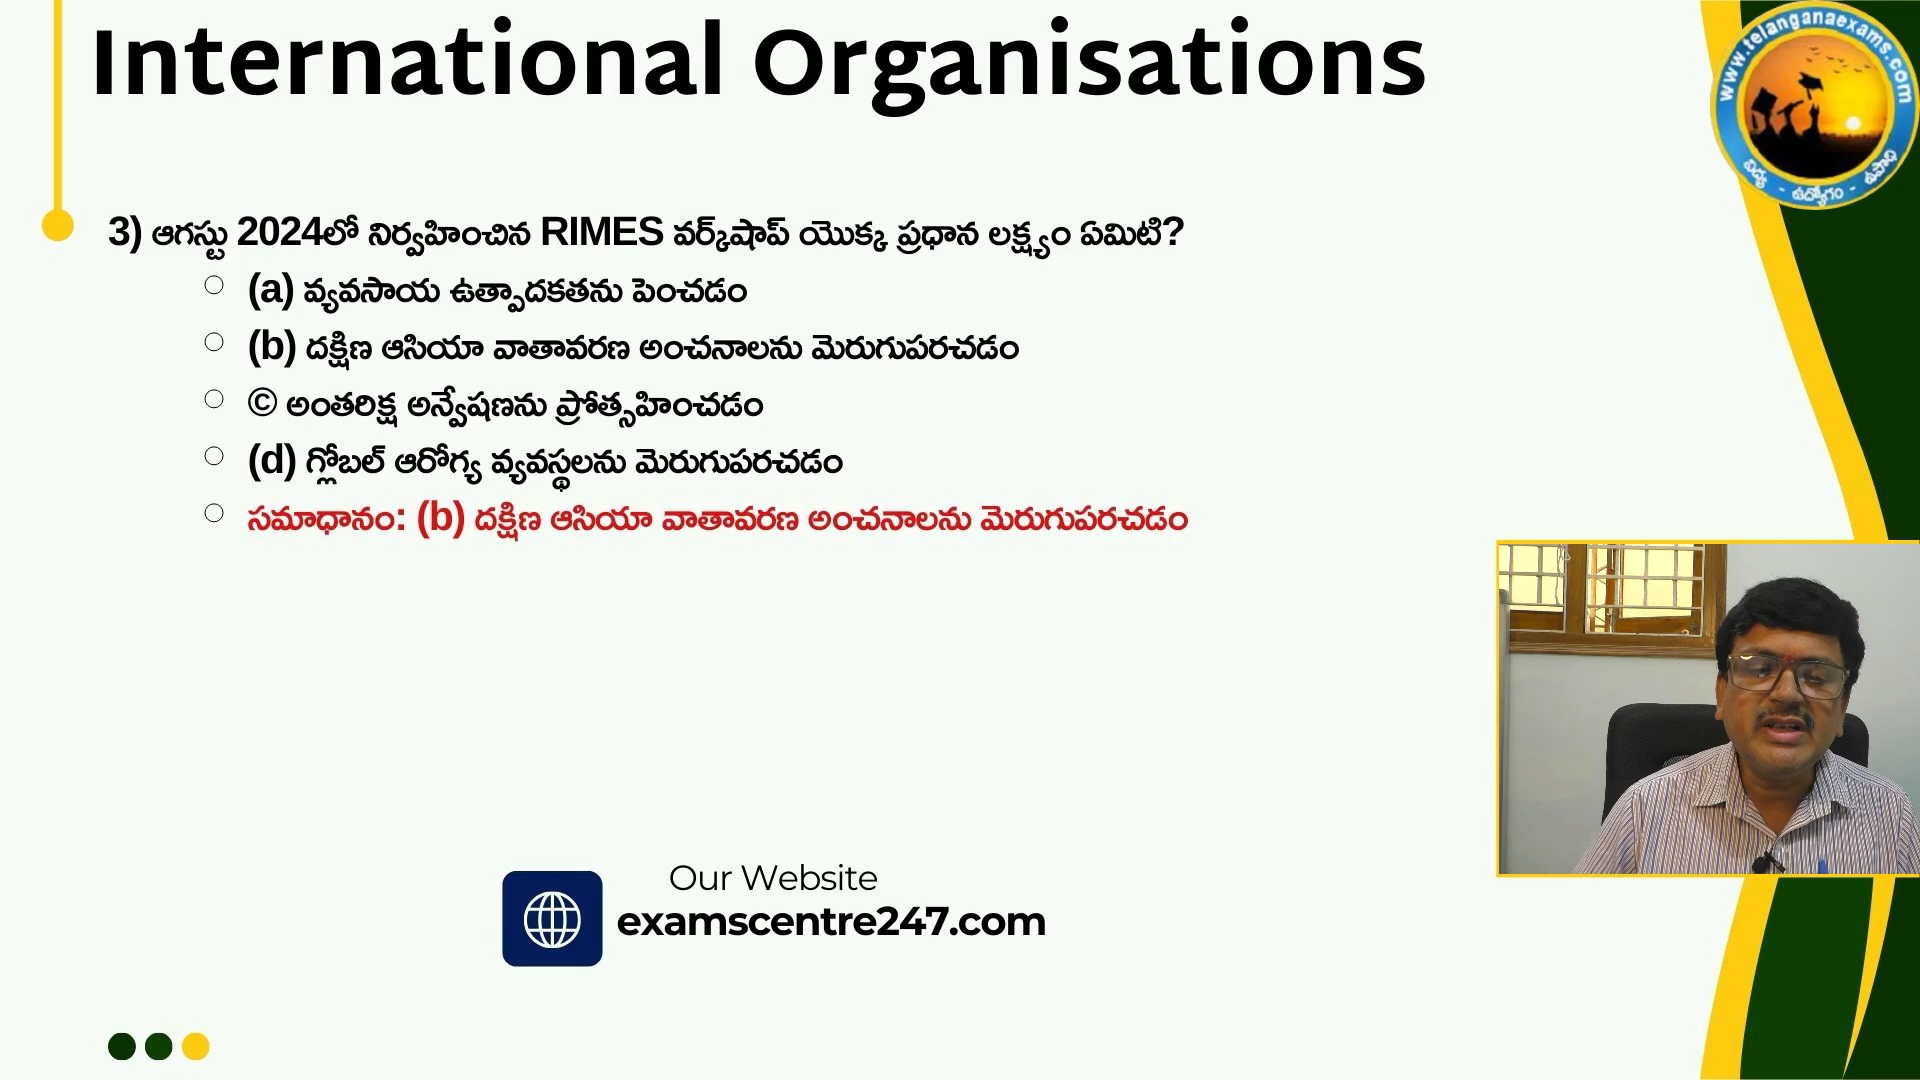 International Organisations
www.telanganaexams.com
విద్య - ఉద్యోగం - ఉపాధి
3) ఆగస్టు 2024లో నిర్వహించిన RIMES వర్క్‌షాప్ యొక్క ప్రధాన లక్ష్యం ఏమిటి?
(a) వ్యవసాయ ఉత్పాదకతను పెంచడం
(b) దక్షిణ ఆసియా వాతావరణ అంచనాలను మెరుగుపరచడం
© అంతరిక్ష అన్వేషణను ప్రోత్సహించడం
(d) గ్లోబల్ ఆరోగ్య వ్యవస్థలను మెరుగుపరచడం
సమాధానం: (b) దక్షిణ ఆసియా వాతావరణ అంచనాలను మెరుగుపరచడం
Our Website
examscentre247.com